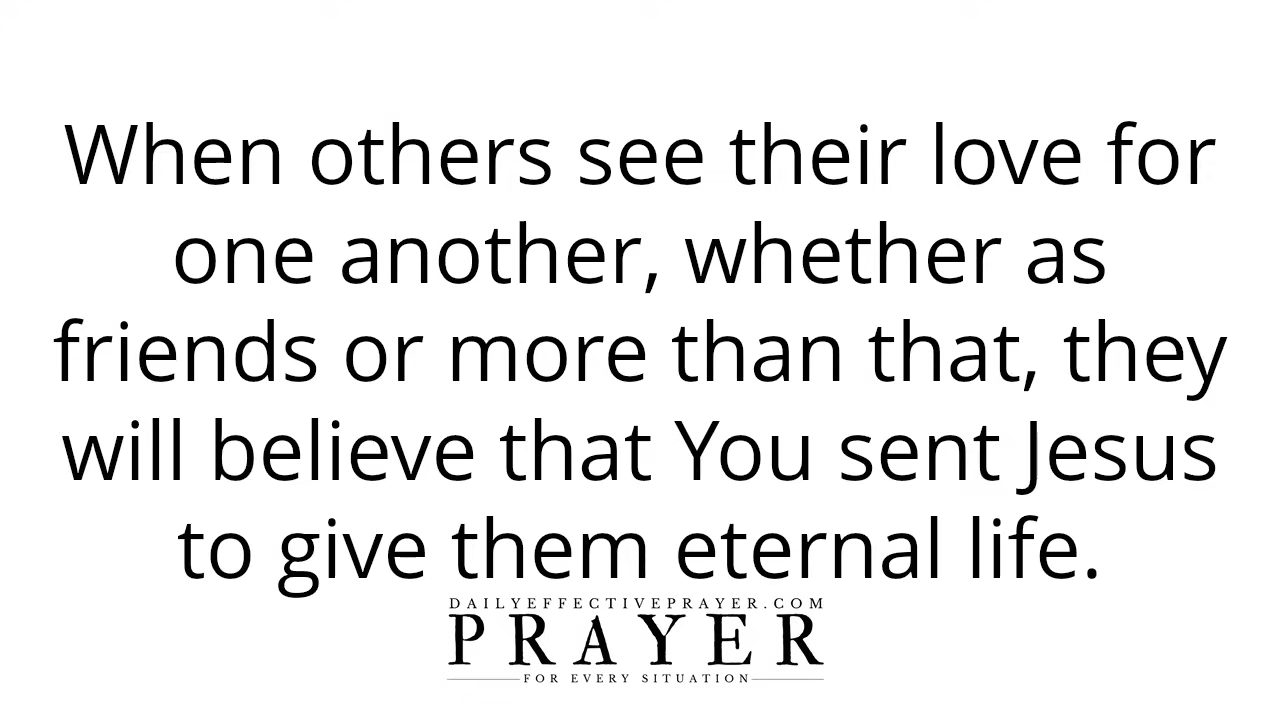 When others see their love for
one another, whether as
friends or more than that, they
will believe that You sent Jesus
to give them eternal life.
DAILYEFFECTIVEPRAYER.COM
PRAYER
FOR EVERY SITUATION